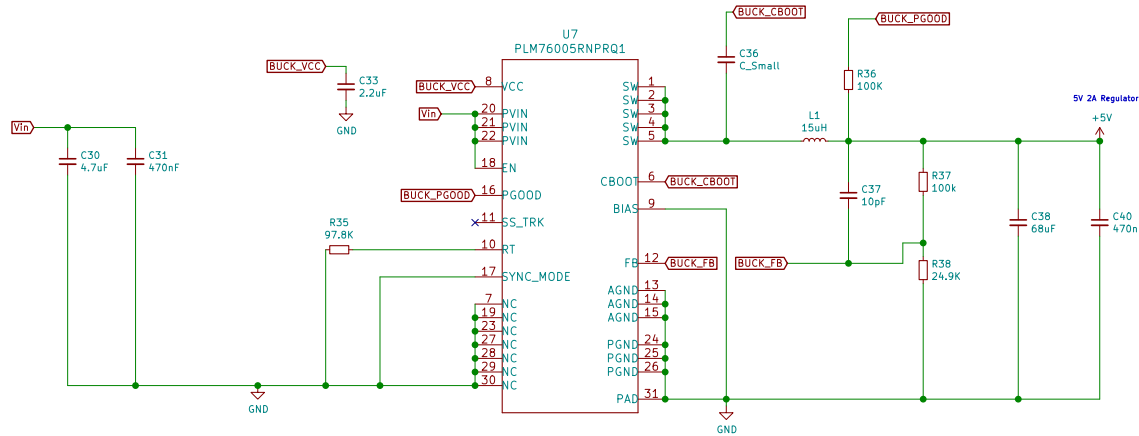 BUCK_CBOOT
BUCK_PGOOD
U7
PLM76005RNPRQ1
C36
C_Small
BUCK_VCC
C33
2.2uF
GND
R36
100K
5V 2A Regulator
+5V
BUCK_VCC
8
VCC
SW
1
SW
2
SW
3
SW
4
SW
5
Vin
20
PVIN
21
PVIN
22
PVIN
18
EN
L1
15uH
Vin
C30
4.7uF
C31
470nF
BUCK_PGOOD
16
PGOOD
CBOOT
6
BUCK_CBOOT
C37
10pF
R37
100k
11
SS_TRK
BIAS
9
R35
97.8K
10
RT
C38
68uF
C40
470n
17
SYNC_MODE
FB
12
BUCK_FB
BUCK_FB
R38
24.9K
7
NC
19
NC
23
NC
27
NC
28
NC
29
NC
30
NC
AGND
13
AGND
14
AGND
15
PGND
24
PGND
25
PGND
26
PAD
31
GND
GND